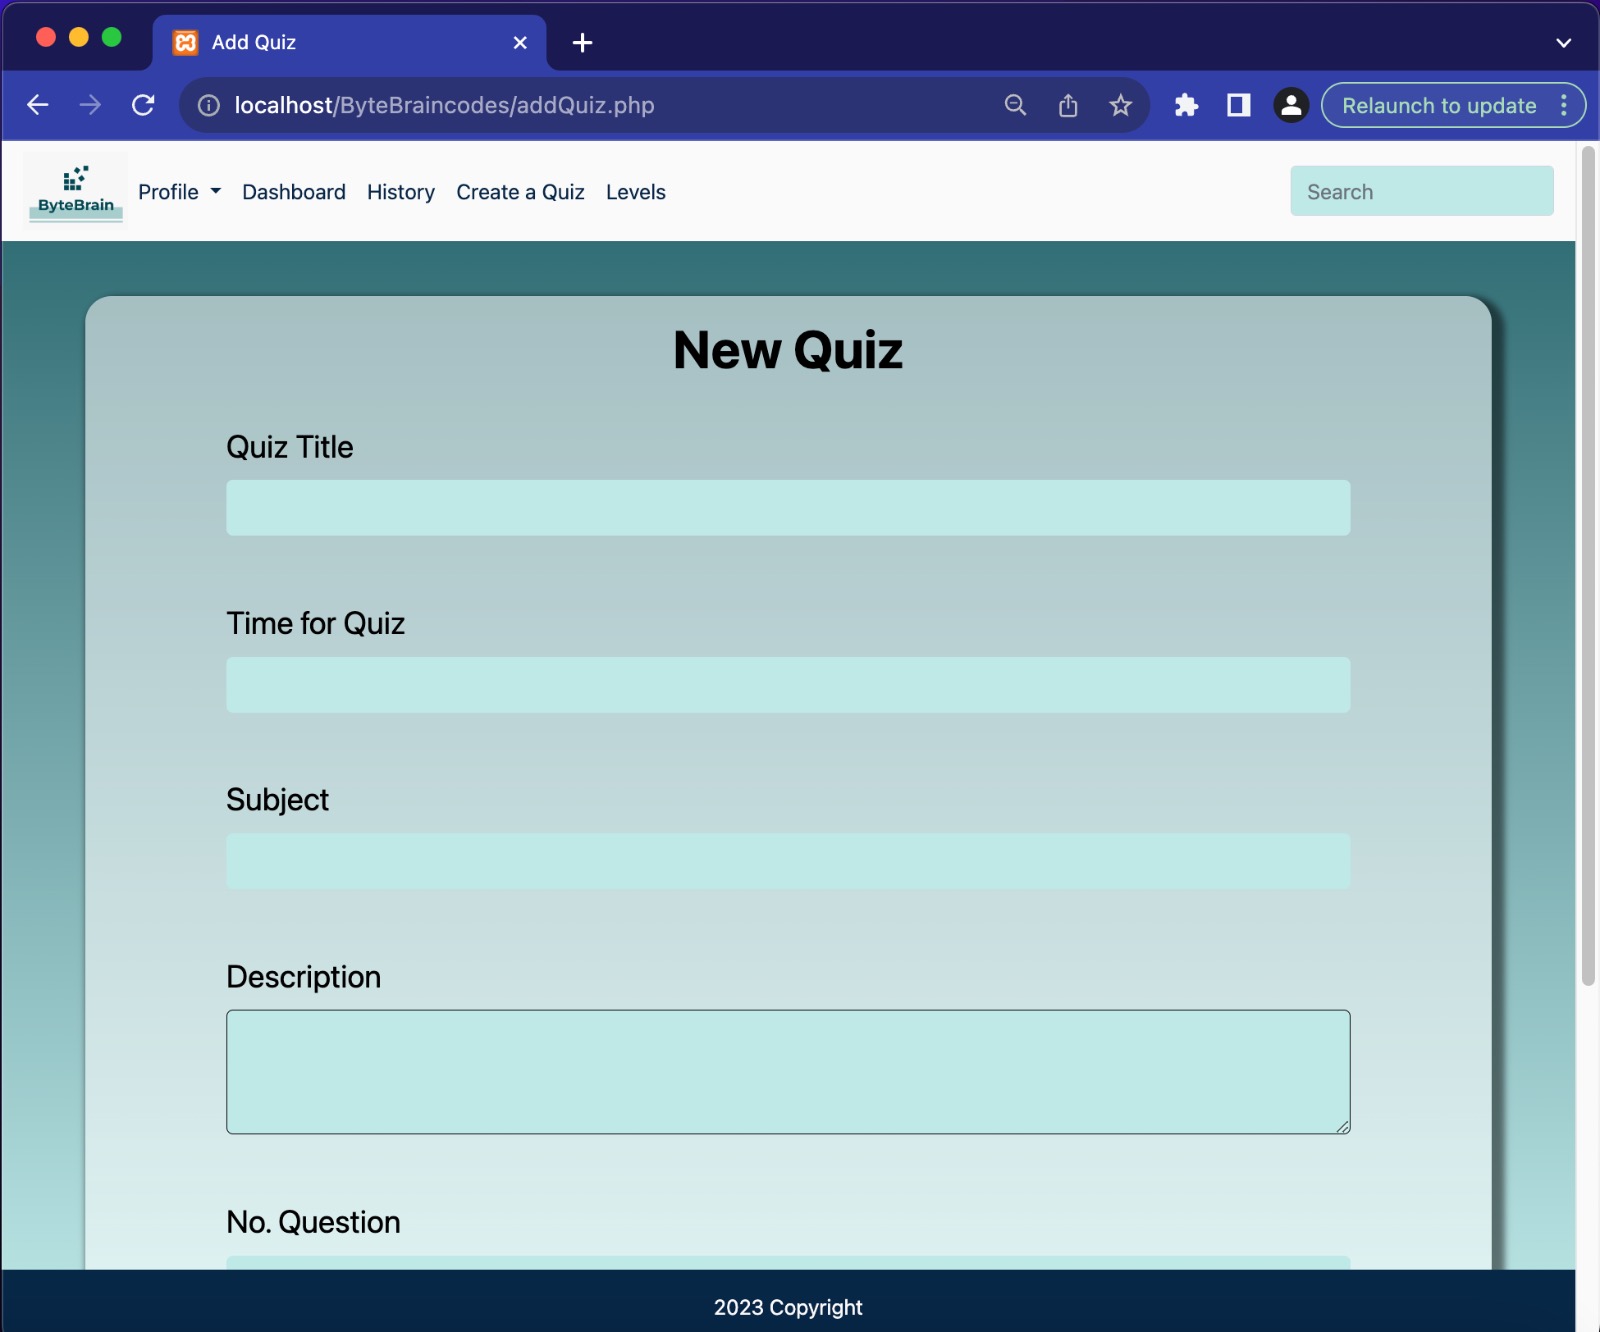 Add Quiz
localhost/ByteBraincodes/addQuiz.php
Relaunch to update
ByteBrain
Profile
Dashboard
History
Create a Quiz
Levels
Search
New Quiz
Quiz Title
Time for Quiz
Subject
Description
No. Question
2023 Copyright